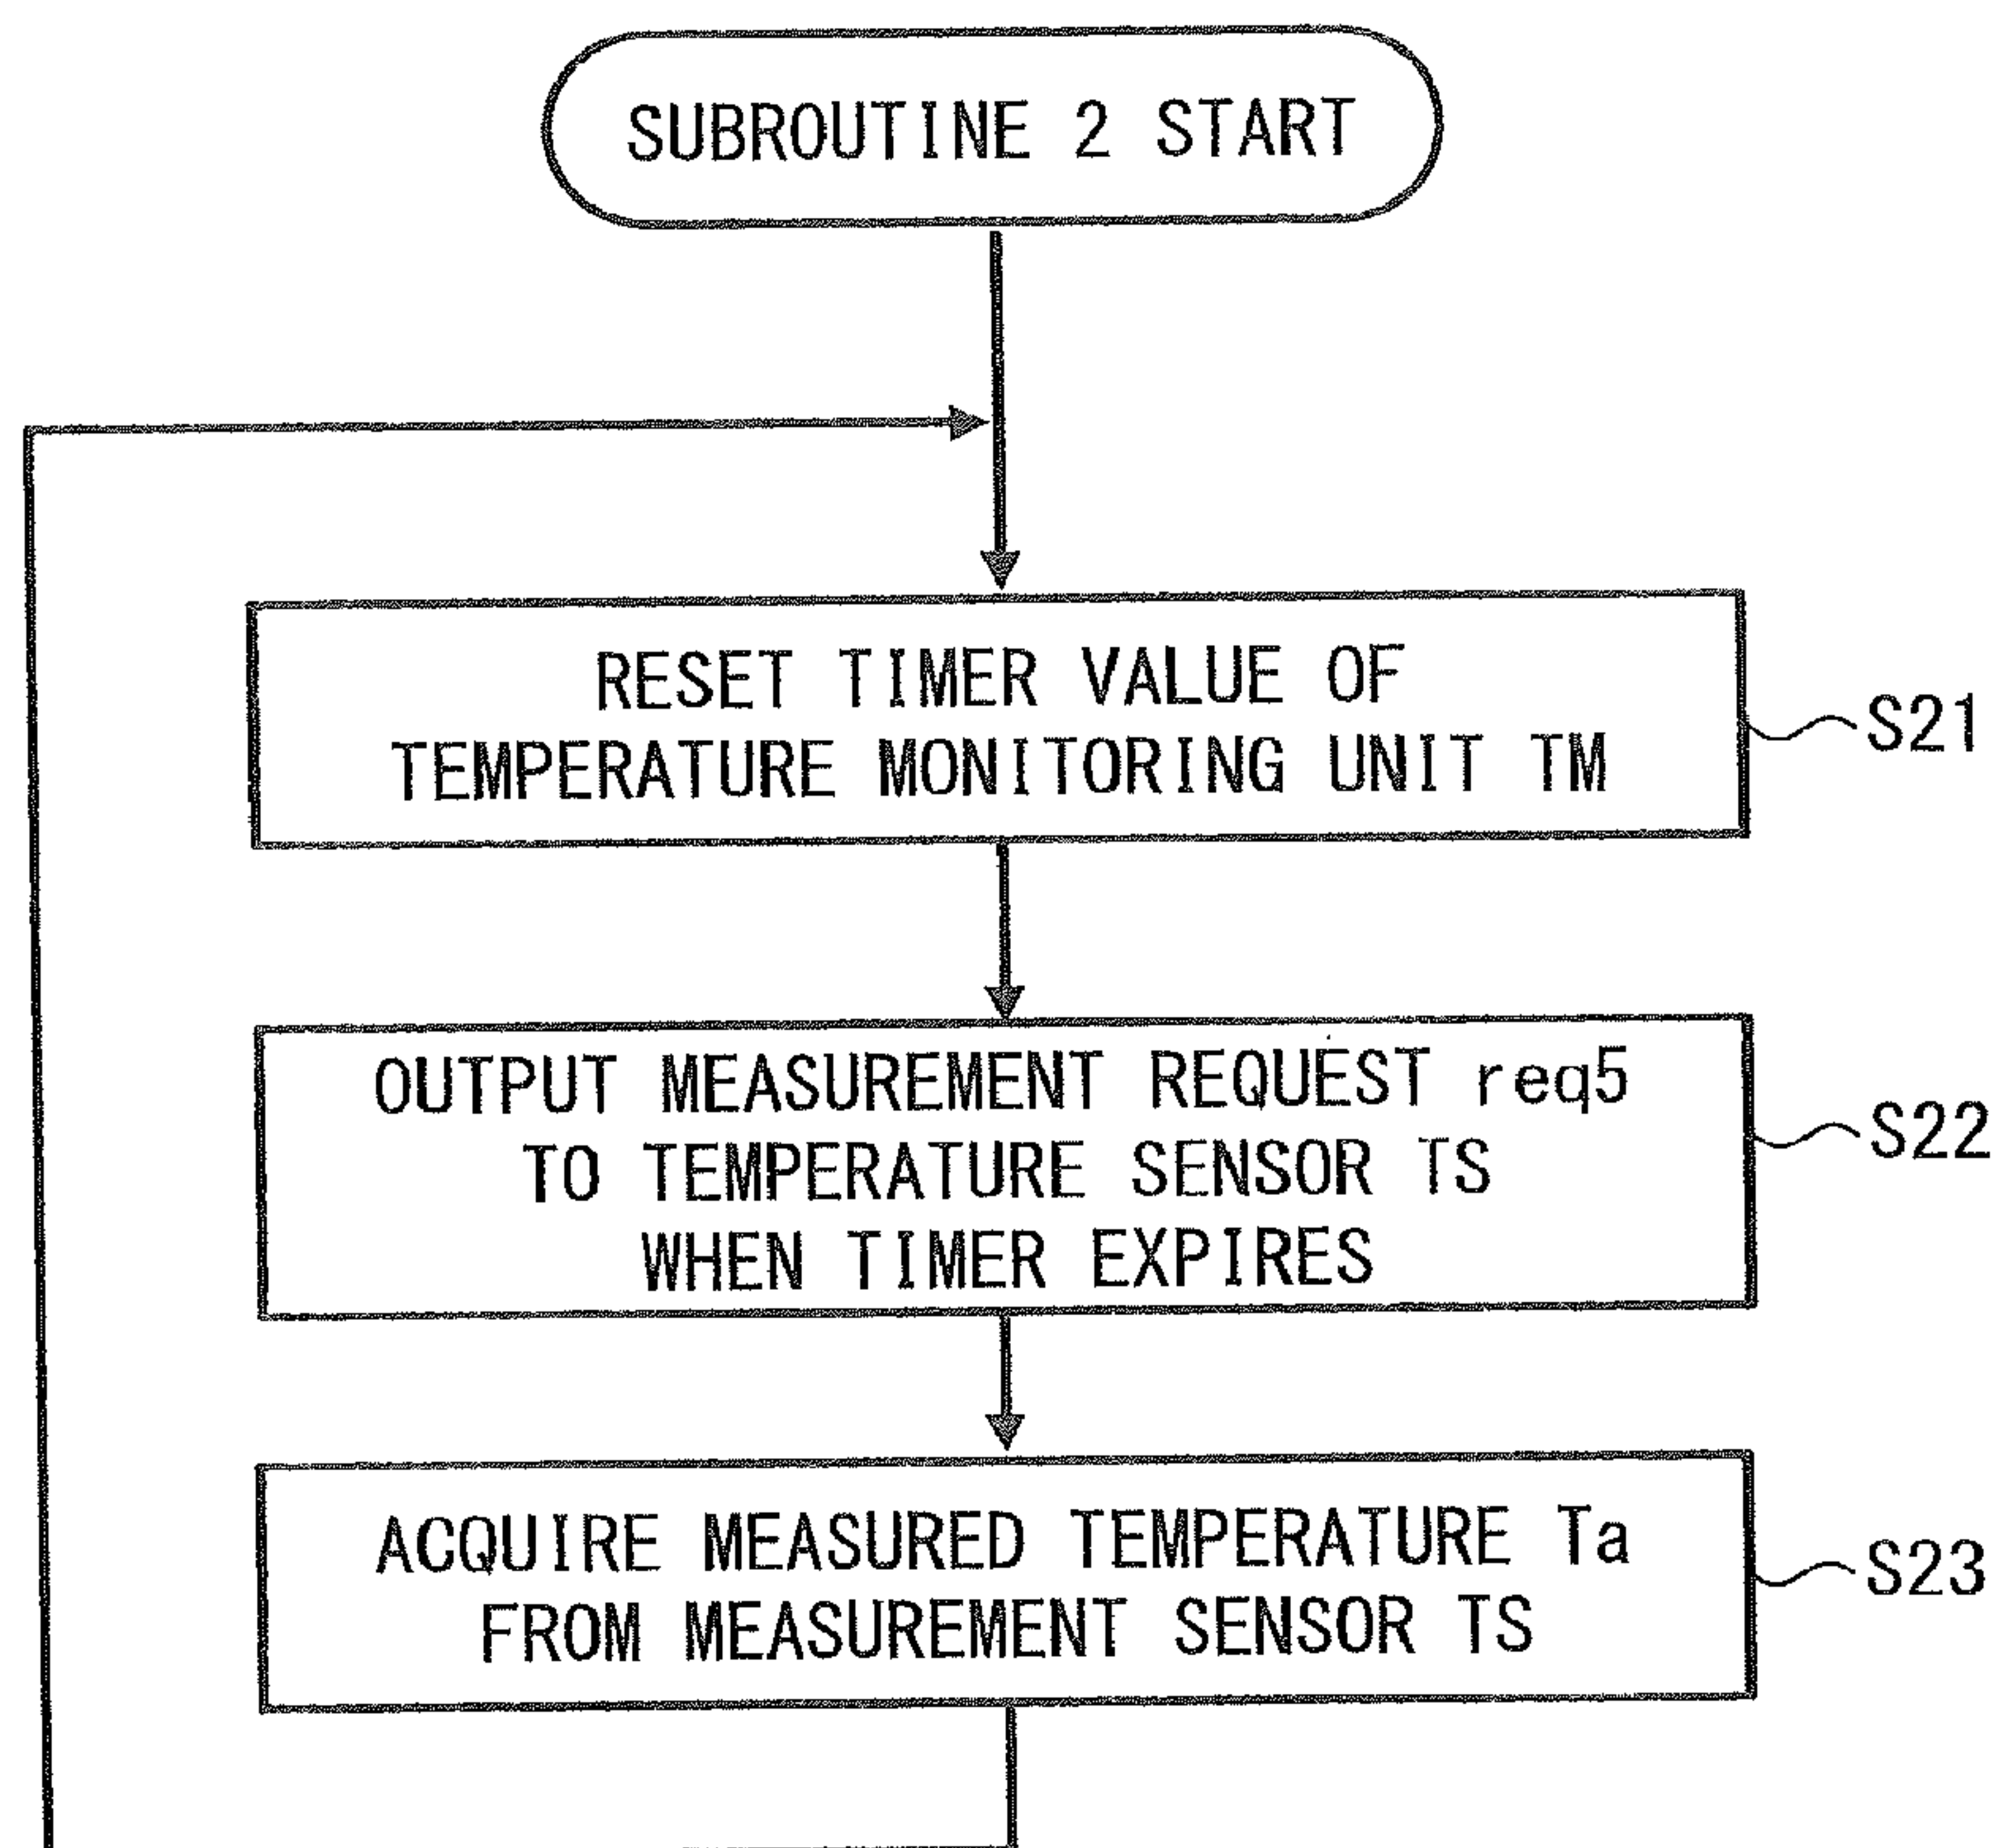 SUBROUTINE 2 START
RESET TIMER VALUE OF
TEMPERATURE MONITORING UNIT TM
S21
OUTPUT MEASUREMENT REQUEST req5
TO TEMPERATURE SENSOR TS
WHEN TIMER EXPIRES
S22
ACQUIRE MEASURED TEMPERATURE Ta
FROM MEASUREMENT SENSOR TS
S23